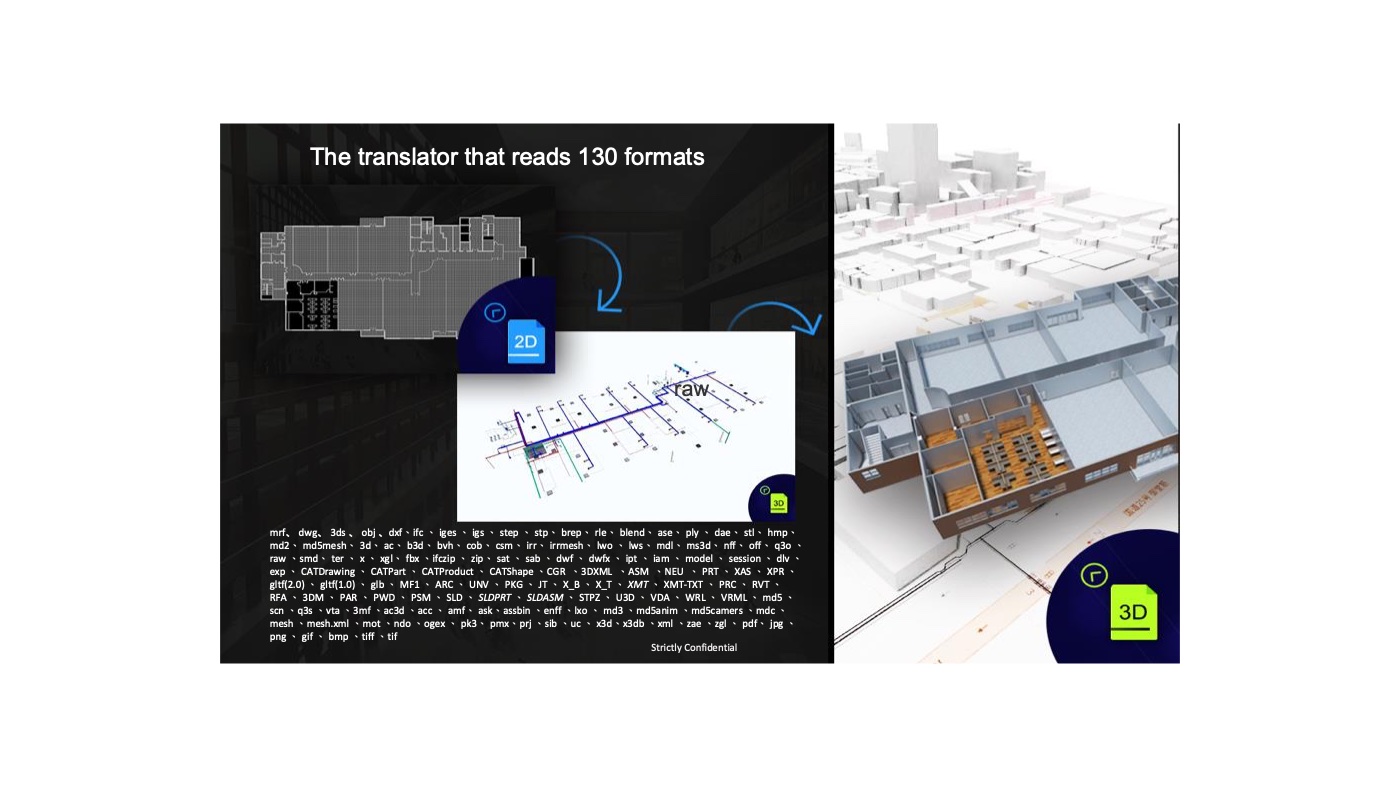 The translator that reads 130 formats
2D
raw
3D
mrf、 dwg、 3ds 、 obj 、 dxf、ifc 、 iges 、 igs 、 step 、 stp、 brep、 rle 、 blend、 ase、 ply 、 dae、 stl、 hmp、
md2 、 md5mesh 、 3d、 ac 、 b3d、 bvh、 cob 、 csm 、 irr、 irrmesh、 lwo 、 lws、 mdl、 ms3d 、 nff 、 off 、q3o 、
raw 、smd、 ter 、 x 、 xgl、 fbx 、ifczip 、 zip 、 sat 、 sab 、 dwf 、 dwfx 、 ipt 、 iam 、 model 、 session 、 dlv 、
exp 、 CATDrawing 、 CATPart 、 CATProduct 、 CATShape 、CGR 、3DXML 、ASM 、NEU 、 PRT 、 XAS 、 XPR 、
gltf(2.0) 、 gltf(1.0) 、 glb 、 MF1 、 ARC 、 UNV 、 PKG 、 JT 、 X_B 、 X_T 、 XMT 、 XMT-TXT 、 PRC 、 RVT 、
RFA 、 3DM 、 PAR 、 PWD 、 PSM 、 SLD 、 SLDPRT 、 SLDASM 、 STPZ 、 U3D 、 VDA 、 WRL 、 VRML 、 md5 、
scn 、 q3s 、 vta 、 3mf 、 ac3d 、 acc 、 amf 、 ask、assbin 、 enff 、 lxo 、 md3 、 md5anim 、 md5camers 、 mdc 、
mesh 、mesh.xml 、 mot 、 ndo 、ogex 、 pk3、 pmx、prj 、 sib 、 uc 、 x3d 、x3db 、 xml 、 zae 、 zgl 、 pdf、 jpg 、
png 、 gif 、 bmp 、tiff 、 tif
Strictly Confidential
3D